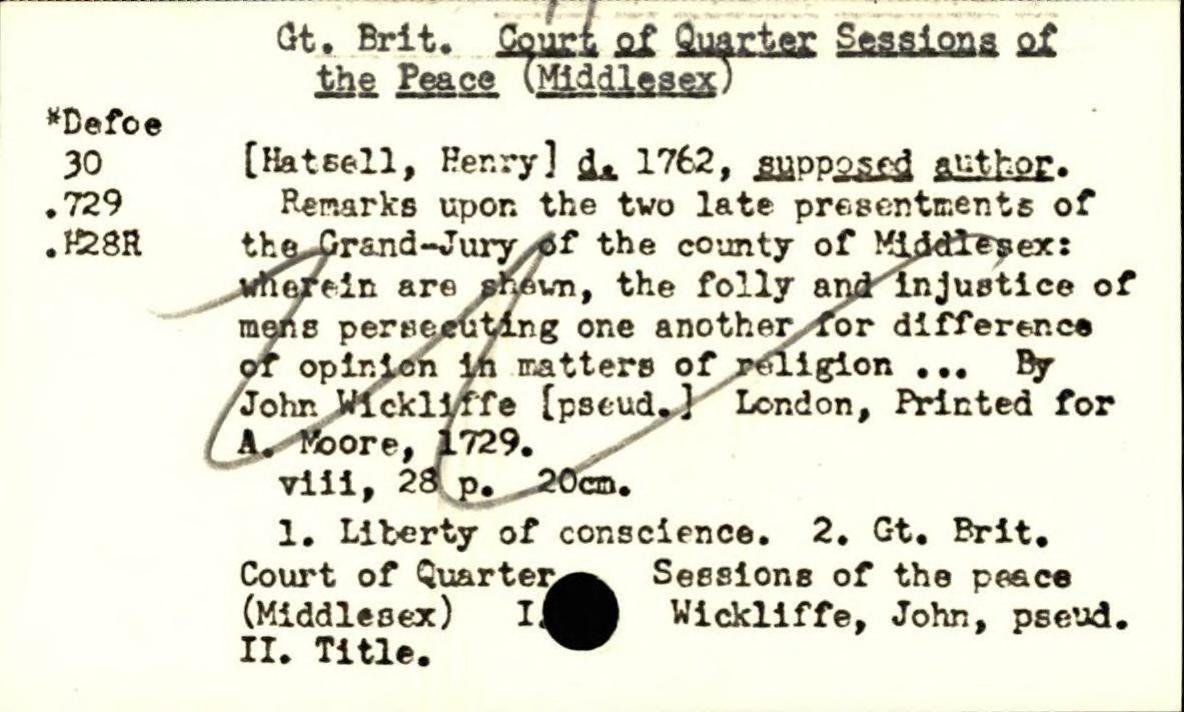 Gt. Brit. Court of Quarter Sessions of
the Peace (Middlesex)
*Defoe
30
.729
.H28R
[Hatsell, Henry] d. 1762, supposed author.
Remarks upon the two late presentments of
the Grand-Jury of the county of Middlesex:
wherein are shewn, the folly and injustice of
mens persecuting one another for difference
of opinion in matters of religion ... By
John Wickliffe [pseud.] London, Printed for
A. Moore, 1729.
viii, 28 p. 20cm.
1. Liberty of conscience. 2. Gt. Brit.
Court of Quarter Sessions of the peace
(Middlesex) I. Wickliffe, John, pseud.
II. Title.